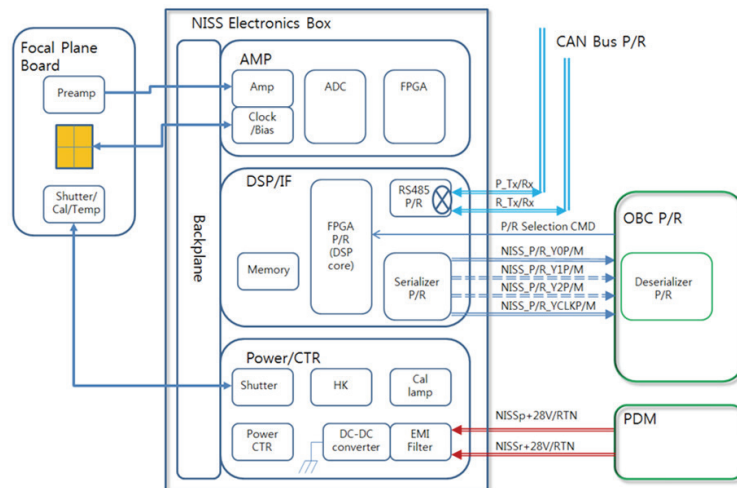 NISS Electronics Box
CAN Bus P/R
Focal Plane
Board
Preamp
Shutter/
Cal/Temp
Backplane
AMP
Amp
Clock
/Bias
ADC
FPGA
DSP/IF
Memory
FPGA
P/R
(DSP
core)
RS485
P/R
Serializer
P/R
P_Tx/Rx
R_Tx/Rx
P/R Selection CMD
NISS_P/R_Y0P/M
NISS_P/R_Y1P/M
NISS_P/R_Y2P/M
NISS_P/R_YCLKP/M
OBC P/R
Deserializer
P/R
Power/CTR
Shutter
HK
Cal
lamp
Power
CTR
DC-DC
converter
EMI
Filter
NISSp+28V/RTN
NISSr+28V/RTN
PDM